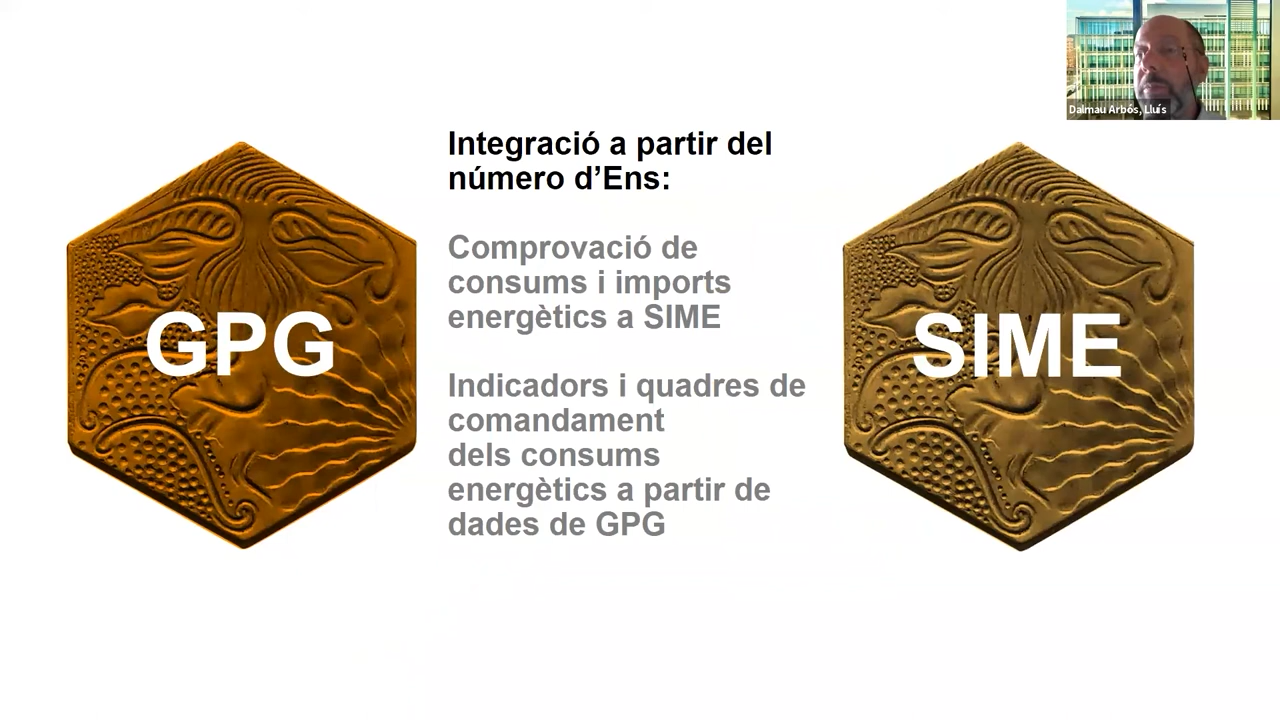 Dalmau Arbós, Lluís
Integració a partir del
número d’Ens:
Comprovació de
consums i imports
energètics a SIME
Indicadors i quadres de
comandament
dels consums
energètics a partir de
dades de GPG
GPG
SIME